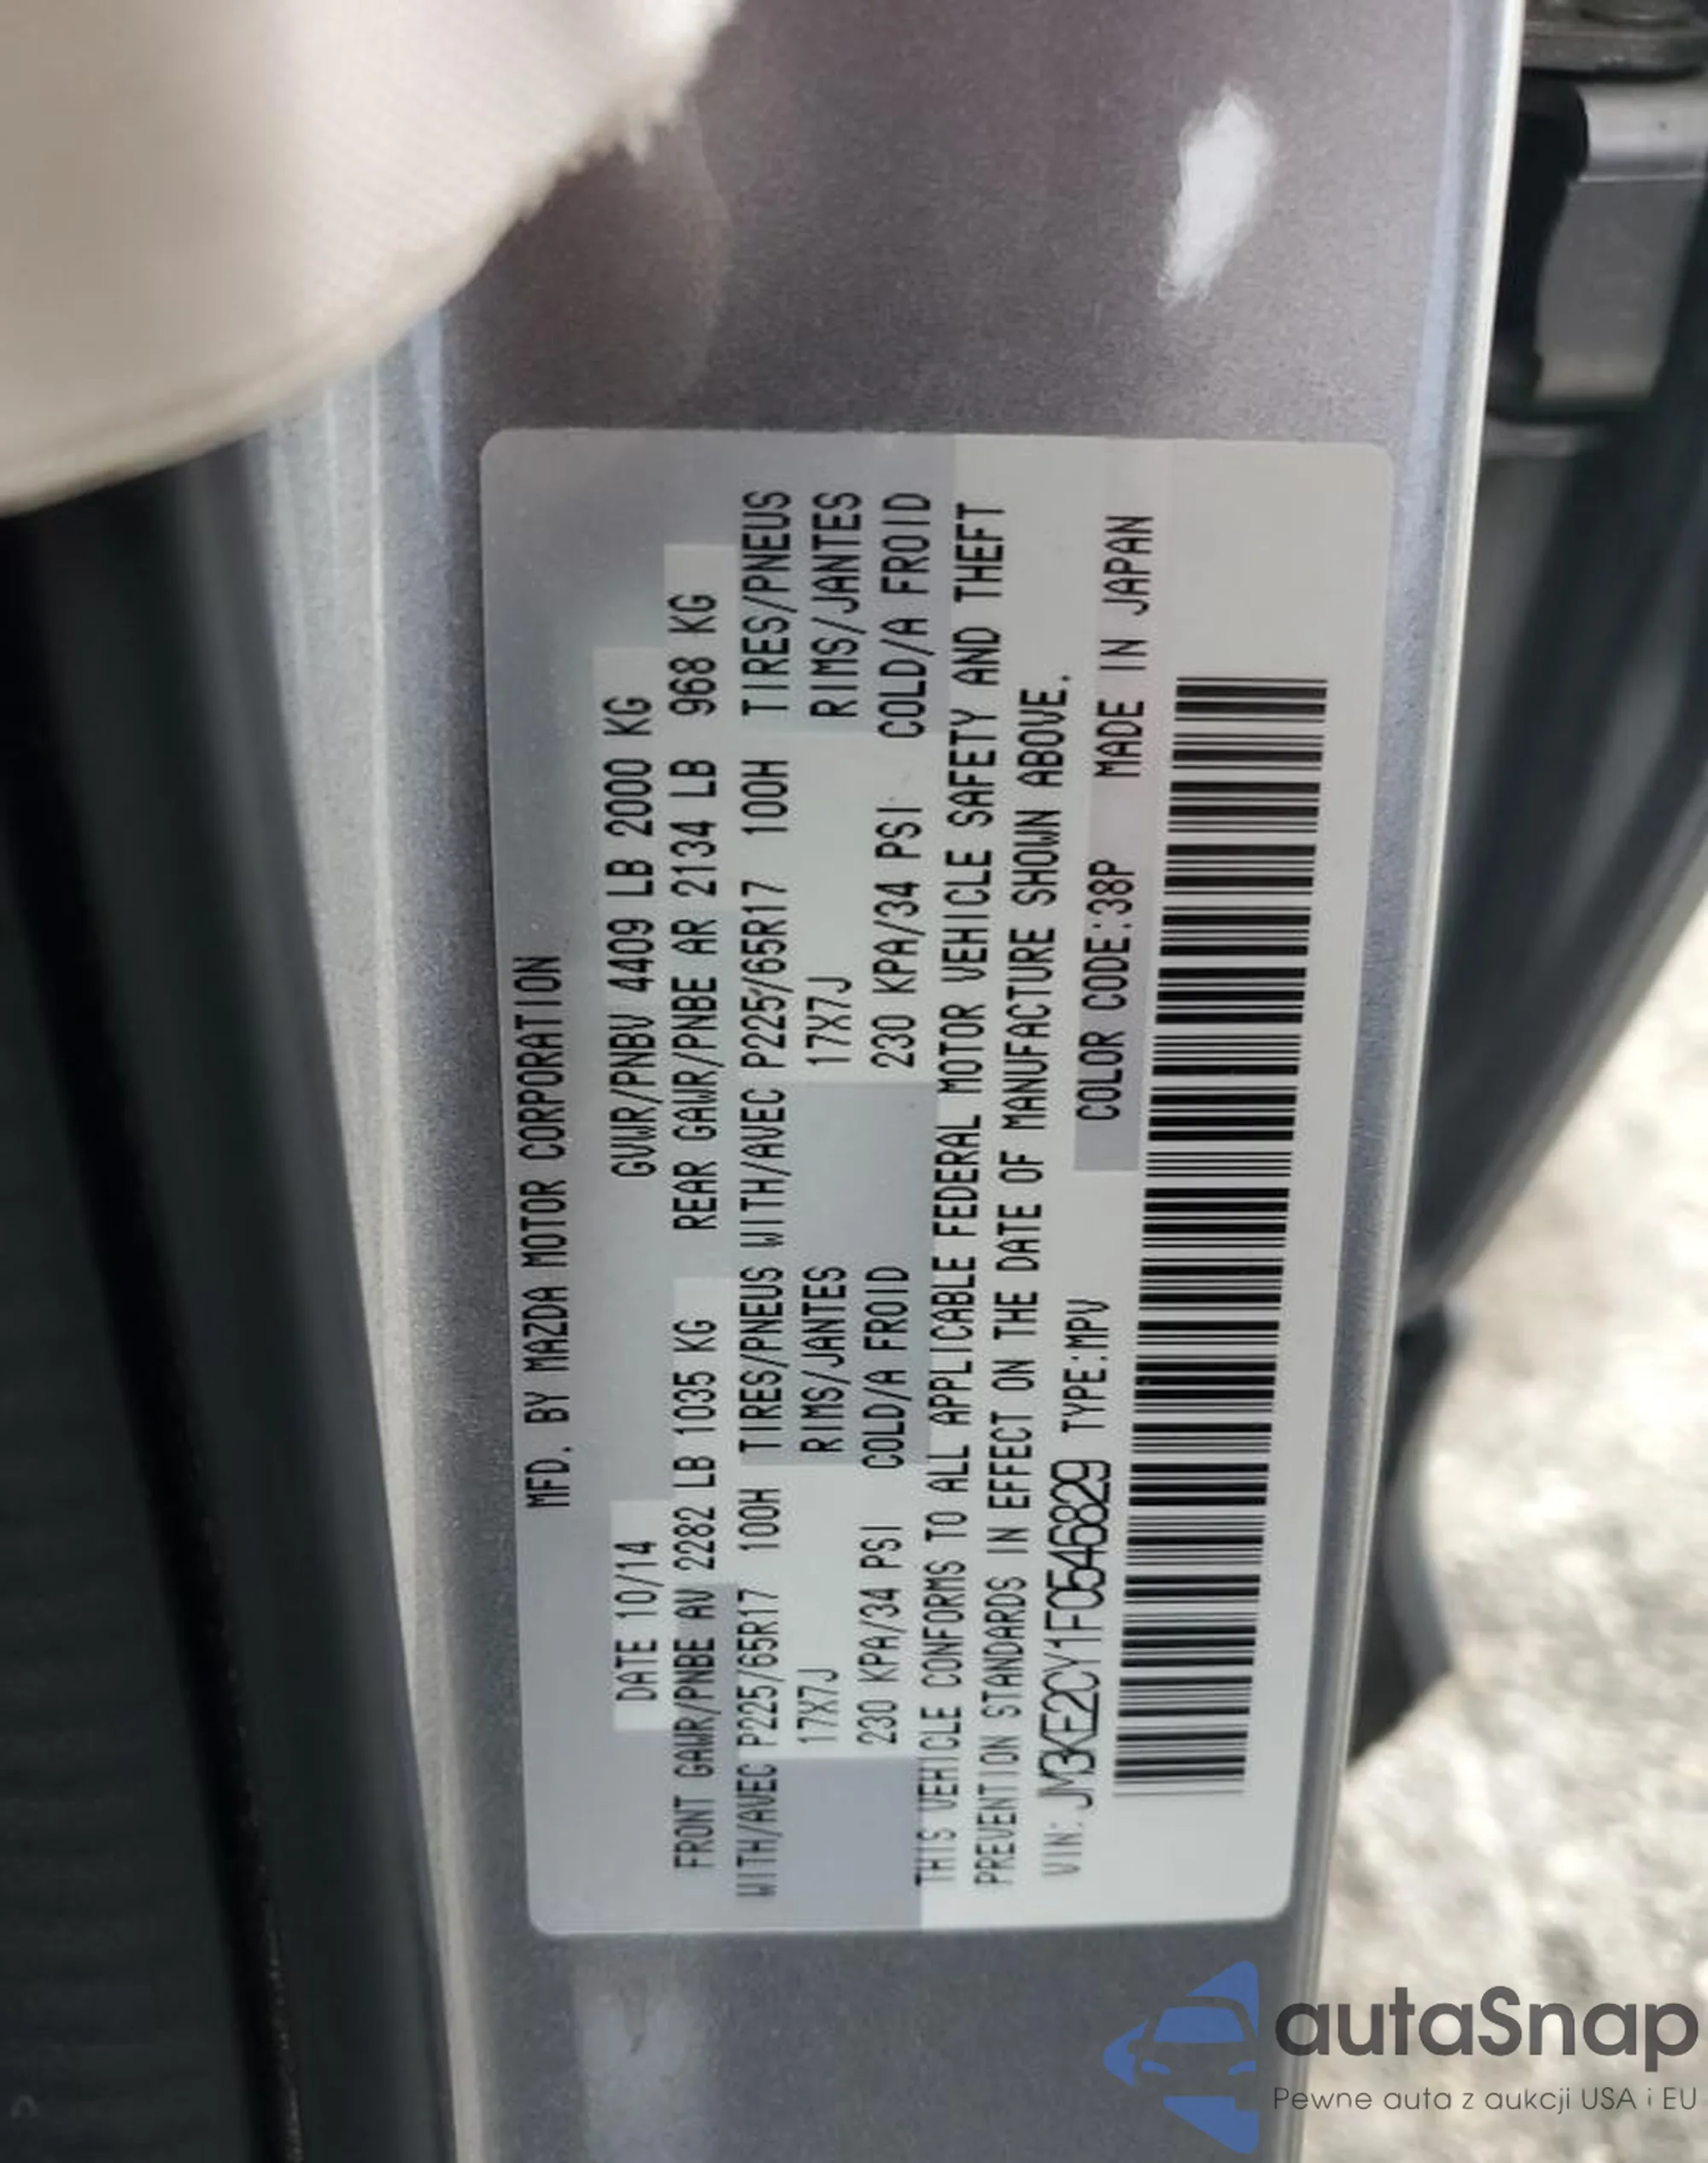 MFD. BY MAZDA MOTOR CORPORATION
DATE 10/14 GVWR/PNBV 4409 LB 2000 KG
FRONT GAWR/PNBE AV 2282 LB 1035 KG REAR GAWR/PNBE AR 2134 LB 968 KG
WITH/AVEC P225/65R17 100H TIRES/PNEUS WITH/AVEC P225/65R17 100H TIRES/PNEUS
17X7J RIMS/JANTES 17X7J RIMS/JANTES
230 KPA/34 PSI COLD/A FROID 230 KPA/34 PSI COLD/A FROID
THIS VEHICLE CONFORMS TO ALL APPLICABLE FEDERAL MOTOR VEHICLE SAFETY AND THEFT
PREVENTION STANDARDS IN EFFECT ON THE DATE OF MANUFACTURE SHOWN ABOVE.
VIN: JM3KE2CY1F0546829 TYPE:MPV COLOR CODE:38P MADE IN JAPAN
autaSnap
Pewne auta z aukcji USA i EU